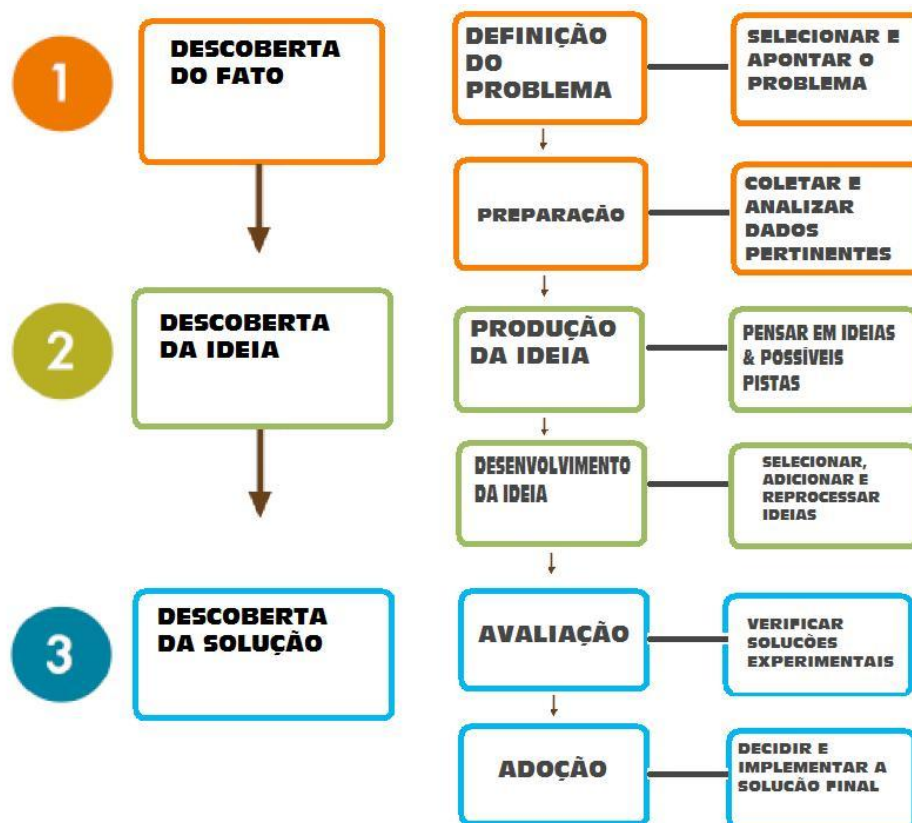 1
DESCOBERTA
DO FATO
DEFINIÇÃO
DO
PROBLEMA
SELECIONAR E
APONTAR O
PROBLEMA
PREPARAÇÃO
COLETAR E
ANALIZAR
DADOS
PERTINENTES
2
DESCOBERTA
DA IDEIA
PRODUÇÃO
DA IDEIA
PENSAR EM IDEIAS
& POSSÍVEIS
PISTAS
DESENVOLVIMENTO
DA IDEIA
SELECIONAR,
ADICIONAR E
REPROCESSAR
IDEIAS
3
DESCOBERTA
DA SOLUÇÃO
AVALIAÇÃO
VERIFICAR
SOLUCÕES
EXPERIMENTAIS
ADOÇÃO
DECIDIR E
IMPLEMENTAR A
SOLUCÃO FINAL